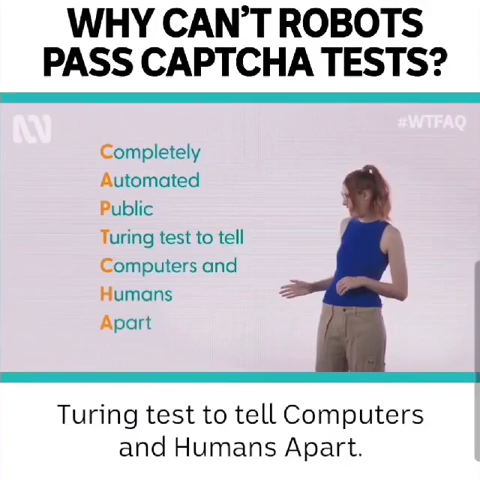 WHY CAN'T ROBOTS
PASS CAPTCHA TESTS?
#WTFAQ
Completely
Automated
Public
Turing test to tell
Computers and
Humans
Apart
Turing test to tell Computers
and Humans Apart.